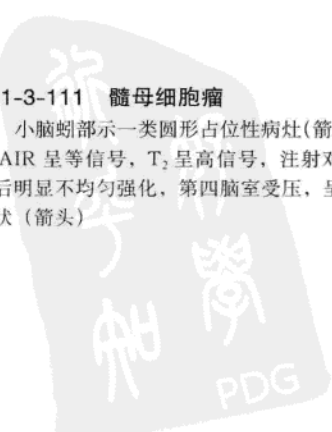 1-3-111 髓母细胞瘤
小脑蚓部示一类圆形占位性病灶(箭
AIR 呈等信号，T₂呈高信号，注射对
后明显不均匀强化，第四脑室受压，呈
状（箭头）
PDG